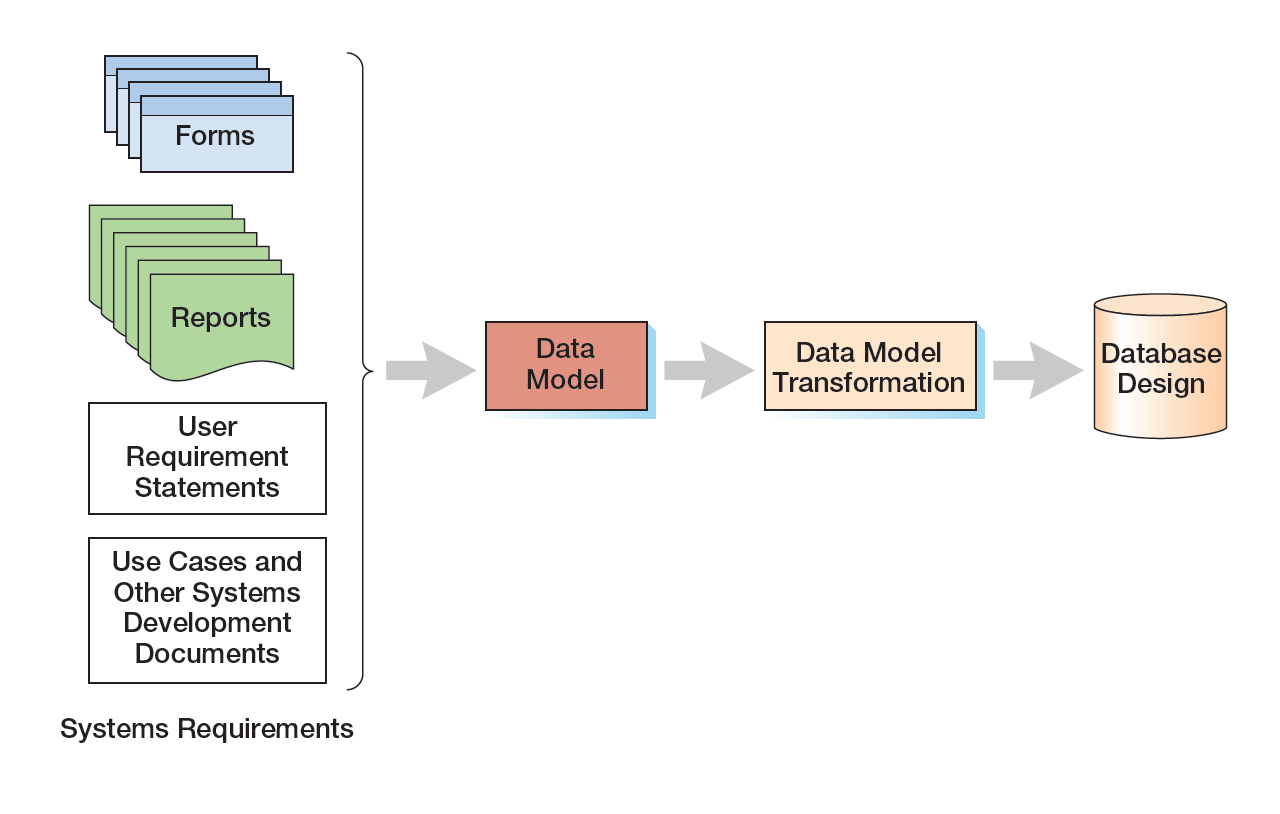 Forms
Reports
User
Requirement
Statements
Use Cases and
Other Systems
Development
Documents
Systems Requirements
Data
Model
Data Model
Transformation
Database
Design